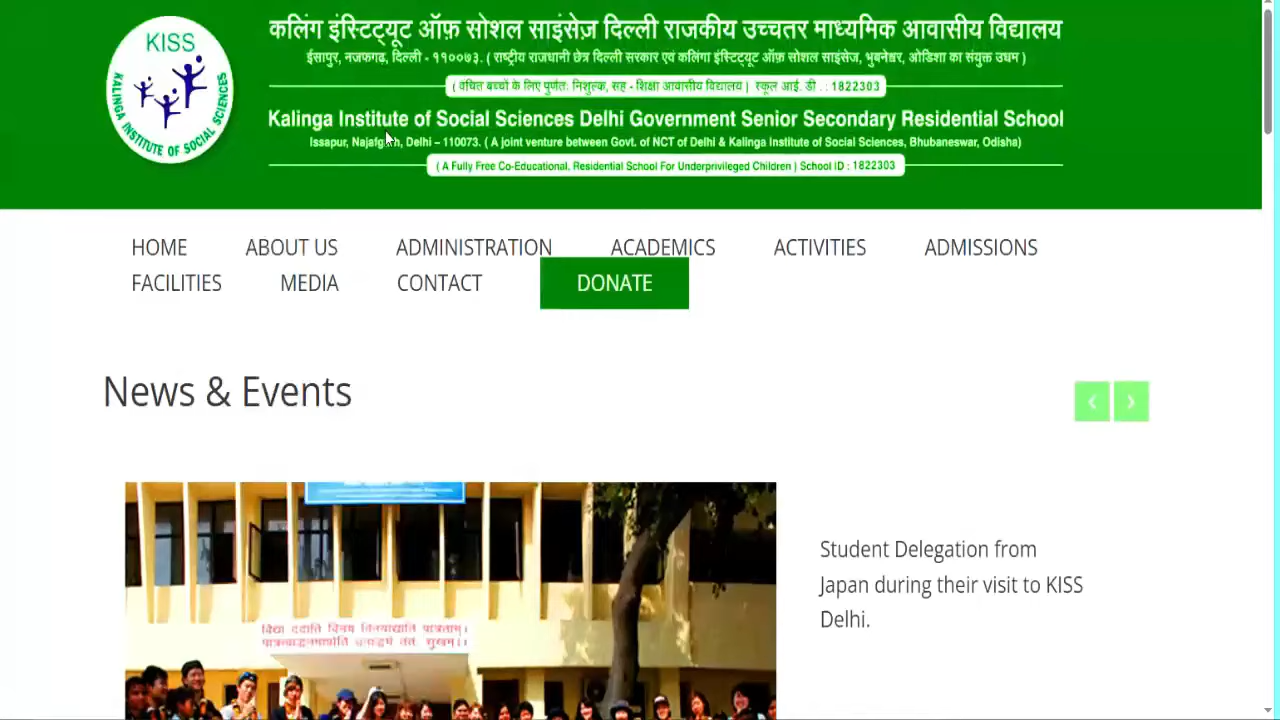 KISS
KALINGA INSTITUTE OF SOCIAL SCIENCES
कलिंग इंस्टिट्यूट ऑफ़ सोशल साइंसेज़ दिल्ली राजकीय उच्चतर माध्यमिक आवासीय विद्यालय
ईसापुर, नजफगढ़, दिल्ली - ११००७३. ( राष्ट्रीय राजधानी छेत्र दिल्ली सरकार एवं कलिंग इंस्टिट्यूट ऑफ़ सोशल साइंसेज, भुबनेश्वर, ओडिशा का संयुक्त उधम )
( वंचित बच्चों के लिए पुर्णतः निशुल्क, सह - शिक्षा आवासीय विद्यालय | स्कूल आई. डी . : 1822303
Kalinga Institute of Social Sciences Delhi Government Senior Secondary Residential School
Issapur, Najafgarh, Delhi – 110073. ( A joint venture between Govt. of NCT of Delhi & Kalinga Institute of Social Sciences, Bhubaneswar, Odisha)
( A Fully Free Co-Educational, Residential School For Underprivileged Children ) School ID : 1822303
HOME ABOUT US ADMINISTRATION ACADEMICS ACTIVITIES ADMISSIONS
FACILITIES MEDIA CONTACT DONATE
News & Events
विद्या ददाति विनयं
Student Delegation from
Japan during their visit to KISS
Delhi.